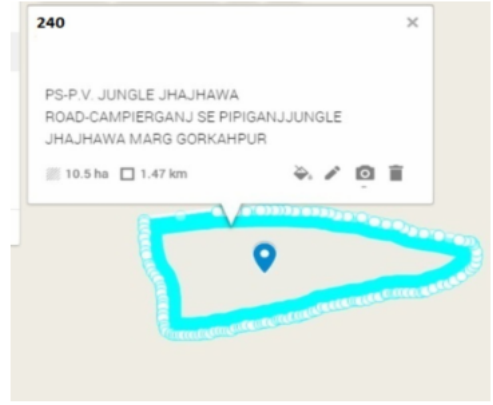 240
PS-P.V. JUNGLE JHAJHAWA
ROAD-CAMPIERGANJ SE PIPIGANJJUNGLE
JHAJHAWA MARG GORKAHPUR
10.5 ha 1.47 km